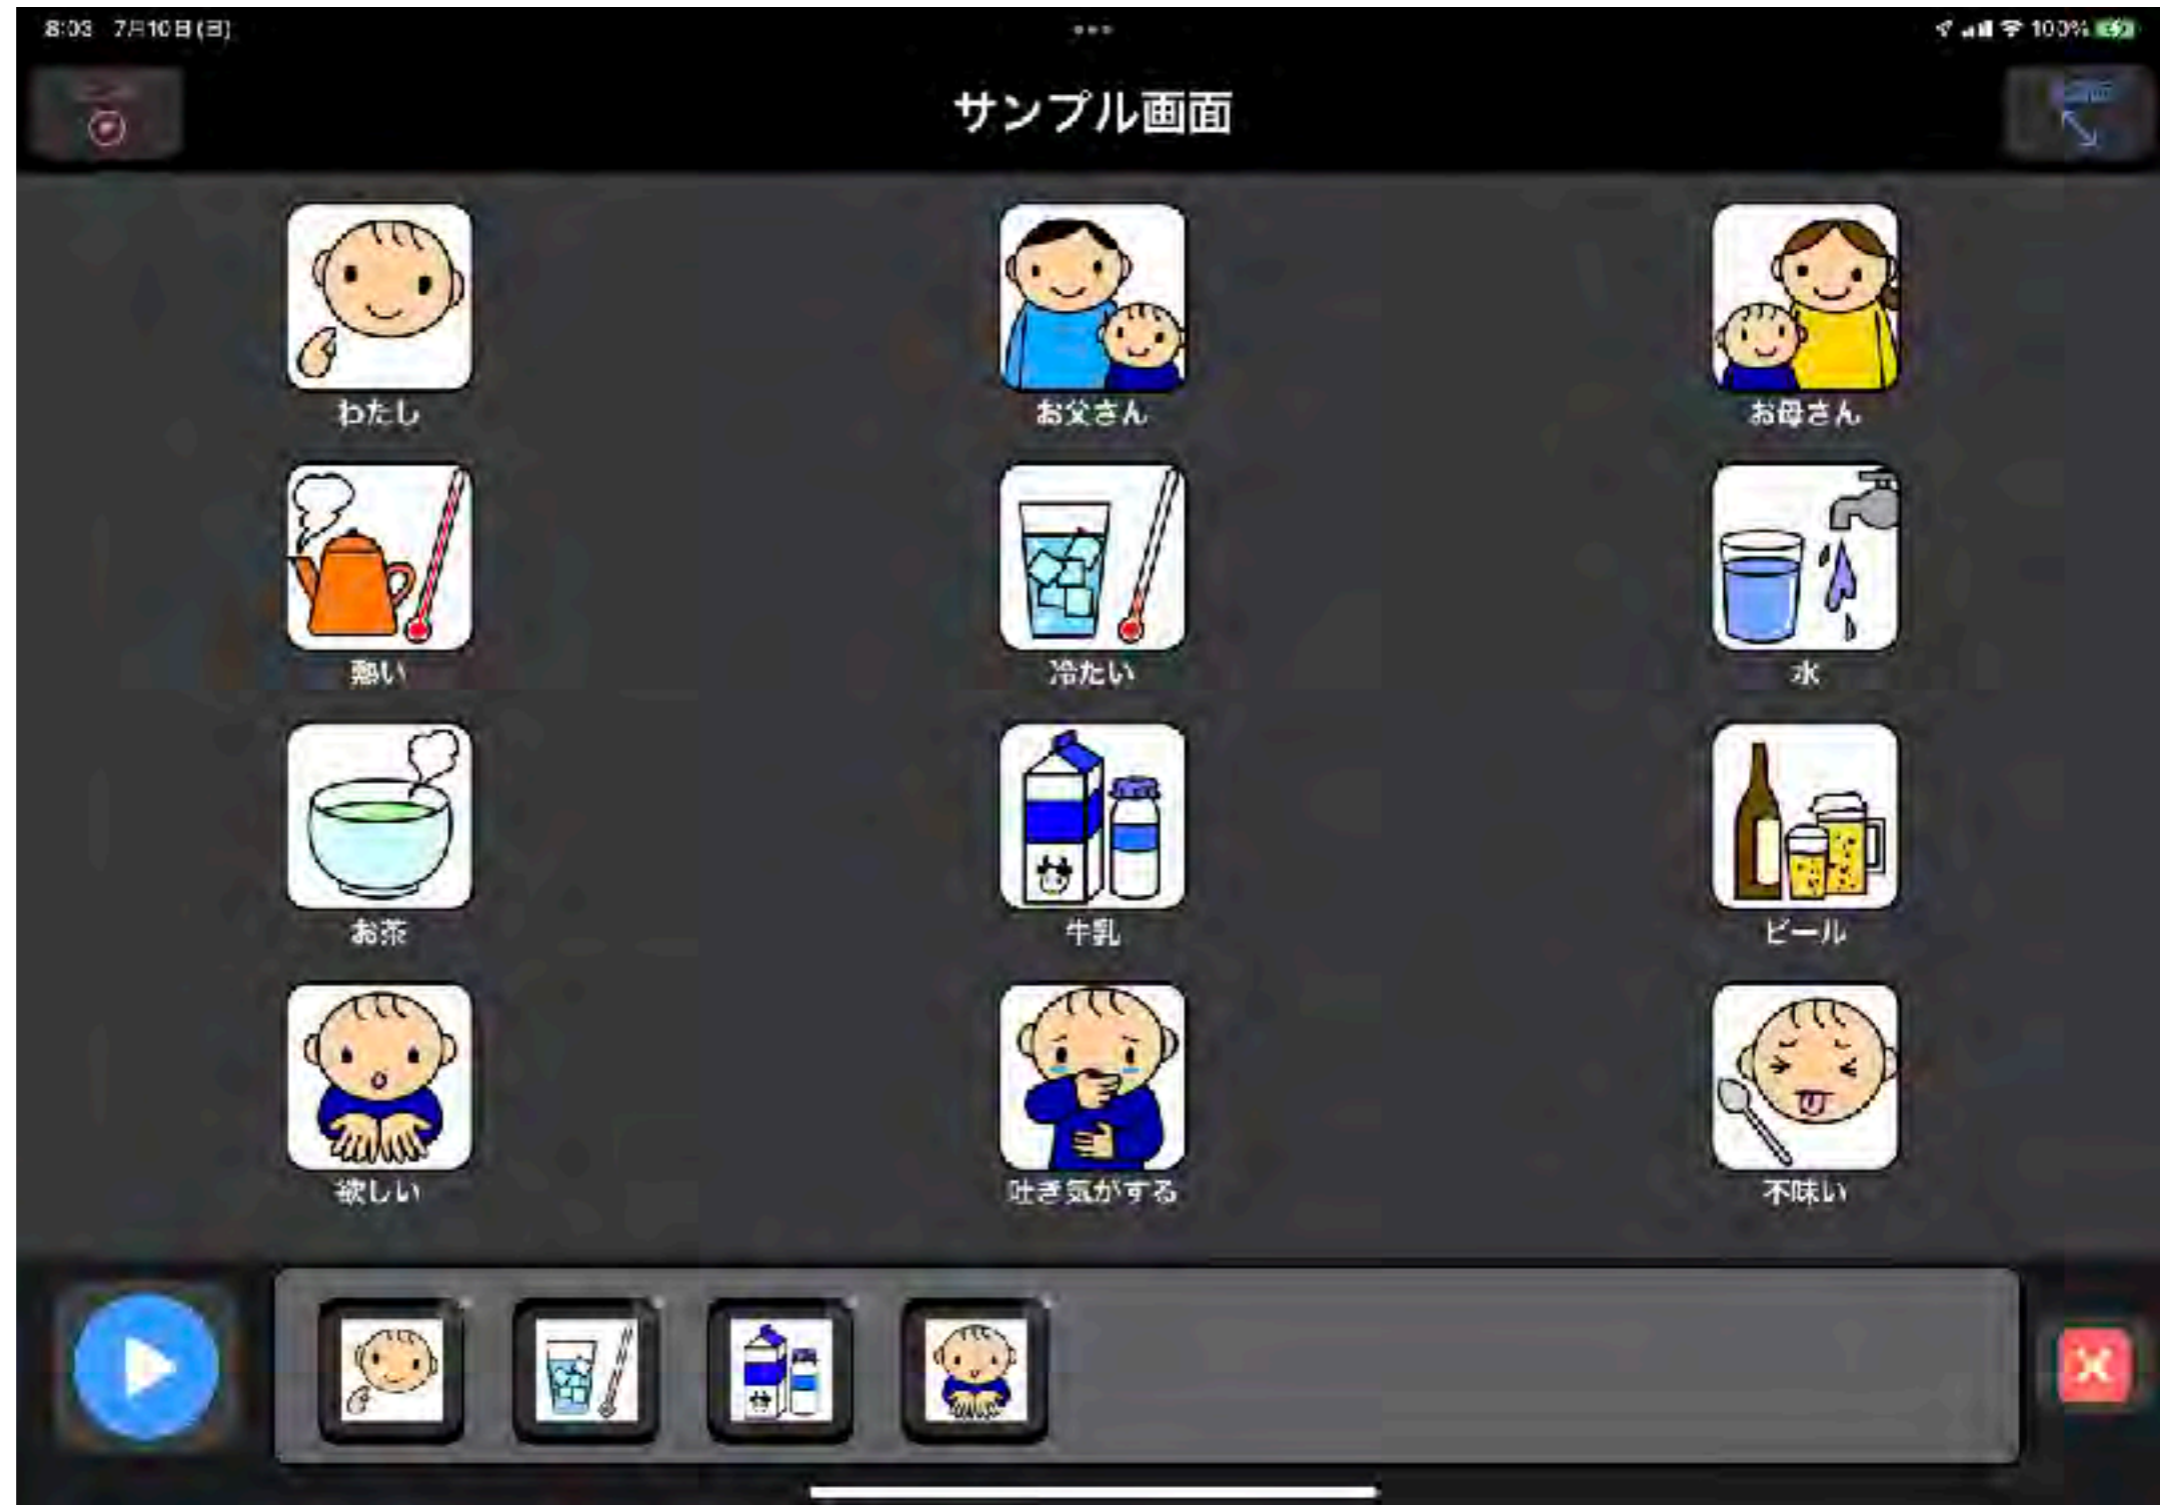 8:03 7月10日(日)
100%
サンプル画面
わたし
お父さん
お母さん
熱い
冷たい
水
お茶
牛乳
ビール
欲しい
吐き気がする
不味い